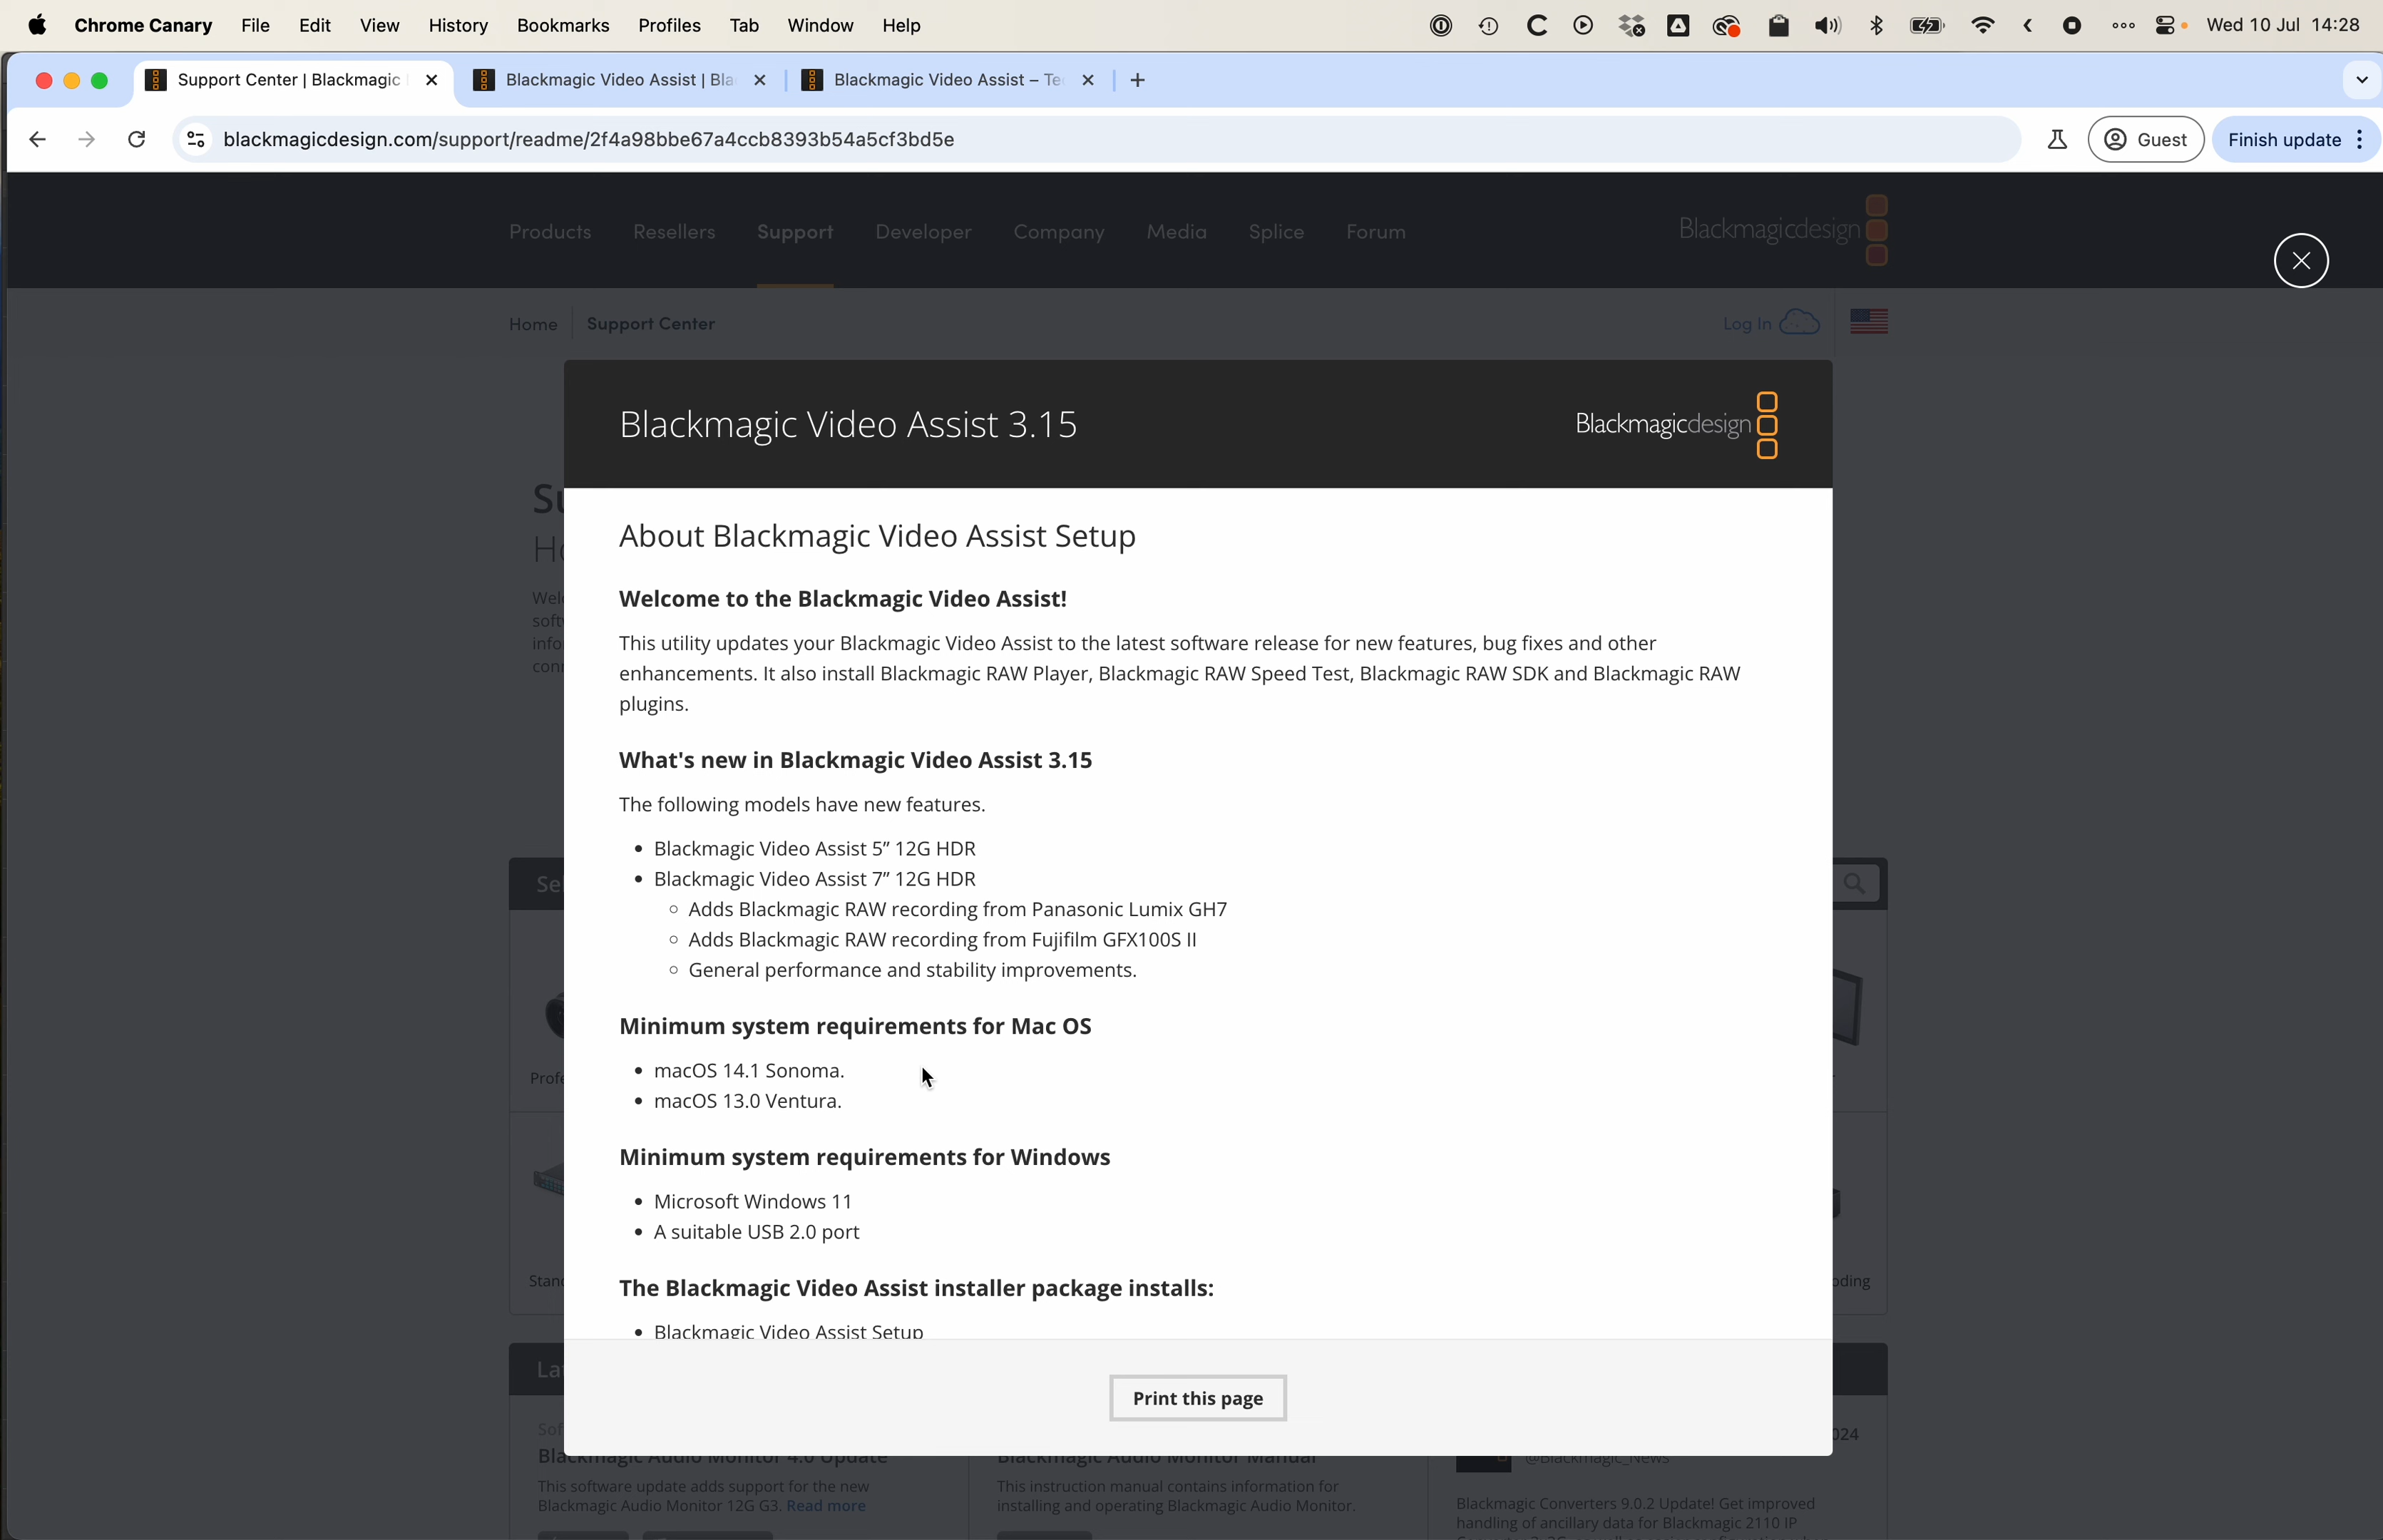 Chrome Canary File Edit View History Bookmarks Profiles Tab Window Help Wed 10 Jul 14:28
Support Center | Blackmagic Blackmagic Video Assist | Bla Blackmagic Video Assist – Te
blackmagicdesign.com/support/readme/2f4a98bbe67a4ccb8393b54a5cf3bd5e Guest Finish update
Products Resellers Support Developer Company Media Splice Forum Blackmagicdesign
Home Support Center Log In
Blackmagic Video Assist 3.15 Blackmagicdesign
About Blackmagic Video Assist Setup
Welcome to the Blackmagic Video Assist!
This utility updates your Blackmagic Video Assist to the latest software release for new features, bug fixes and other
enhancements. It also install Blackmagic RAW Player, Blackmagic RAW Speed Test, Blackmagic RAW SDK and Blackmagic RAW
plugins.
What's new in Blackmagic Video Assist 3.15
The following models have new features.
• Blackmagic Video Assist 5” 12G HDR
• Blackmagic Video Assist 7” 12G HDR
○ Adds Blackmagic RAW recording from Panasonic Lumix GH7
○ Adds Blackmagic RAW recording from Fujifilm GFX100S II
○ General performance and stability improvements.
Minimum system requirements for Mac OS
• macOS 14.1 Sonoma.
• macOS 13.0 Ventura.
Minimum system requirements for Windows
• Microsoft Windows 11
• A suitable USB 2.0 port
The Blackmagic Video Assist installer package installs:
• Blackmagic Video Assist Setup
Print this page
Blackmagic Audio Monitor 4.0 Update
This software update adds support for the new
Blackmagic Audio Monitor 12G G3. Read more
Blackmagic Audio Monitor Manual
This instruction manual contains information for
installing and operating Blackmagic Audio Monitor.
024
@Blackmagic_News
Blackmagic Converters 9.0.2 Update! Get improved
handling of ancillary data for Blackmagic 2110 IP